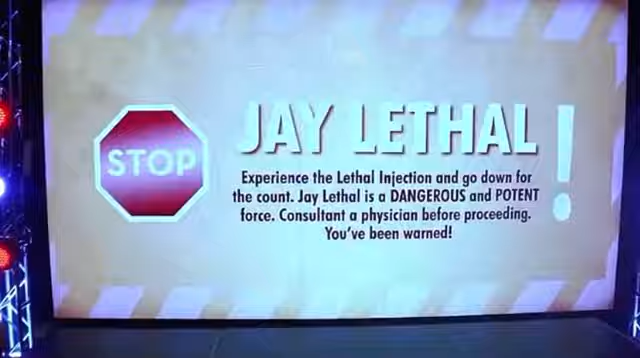 STOP
JAY LETHAL!
Experience the Lethal Injection and go down for
the count. Jay Lethal is a DANGEROUS and POTENT
force. Consultant a physician before proceeding.
You've been warned!